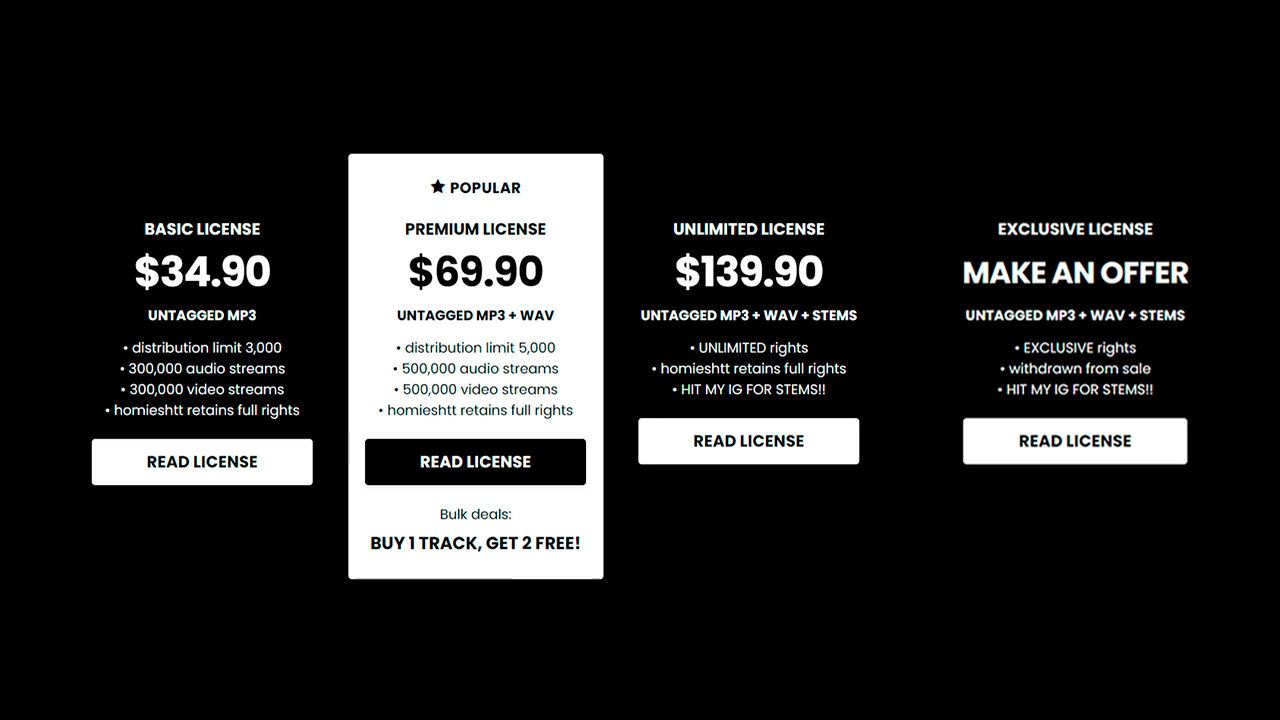 BASIC LICENSE
$34.90
UNTAGGED MP3
• distribution limit 3,000
• 300,000 audio streams
• 300,000 video streams
• homieshtt retains full rights
READ LICENSE
★ POPULAR
PREMIUM LICENSE
$69.90
UNTAGGED MP3 + WAV
• distribution limit 5,000
• 500,000 audio streams
• 500,000 video streams
• homieshtt retains full rights
READ LICENSE
Bulk deals:
BUY 1 TRACK, GET 2 FREE!
UNLIMITED LICENSE
$139.90
UNTAGGED MP3 + WAV + STEMS
• UNLIMITED rights
• homieshtt retains full rights
• HIT MY IG FOR STEMS!!
READ LICENSE
EXCLUSIVE LICENSE
MAKE AN OFFER
UNTAGGED MP3 + WAV + STEMS
• EXCLUSIVE rights
• withdrawn from sale
• HIT MY IG FOR STEMS!!
READ LICENSE